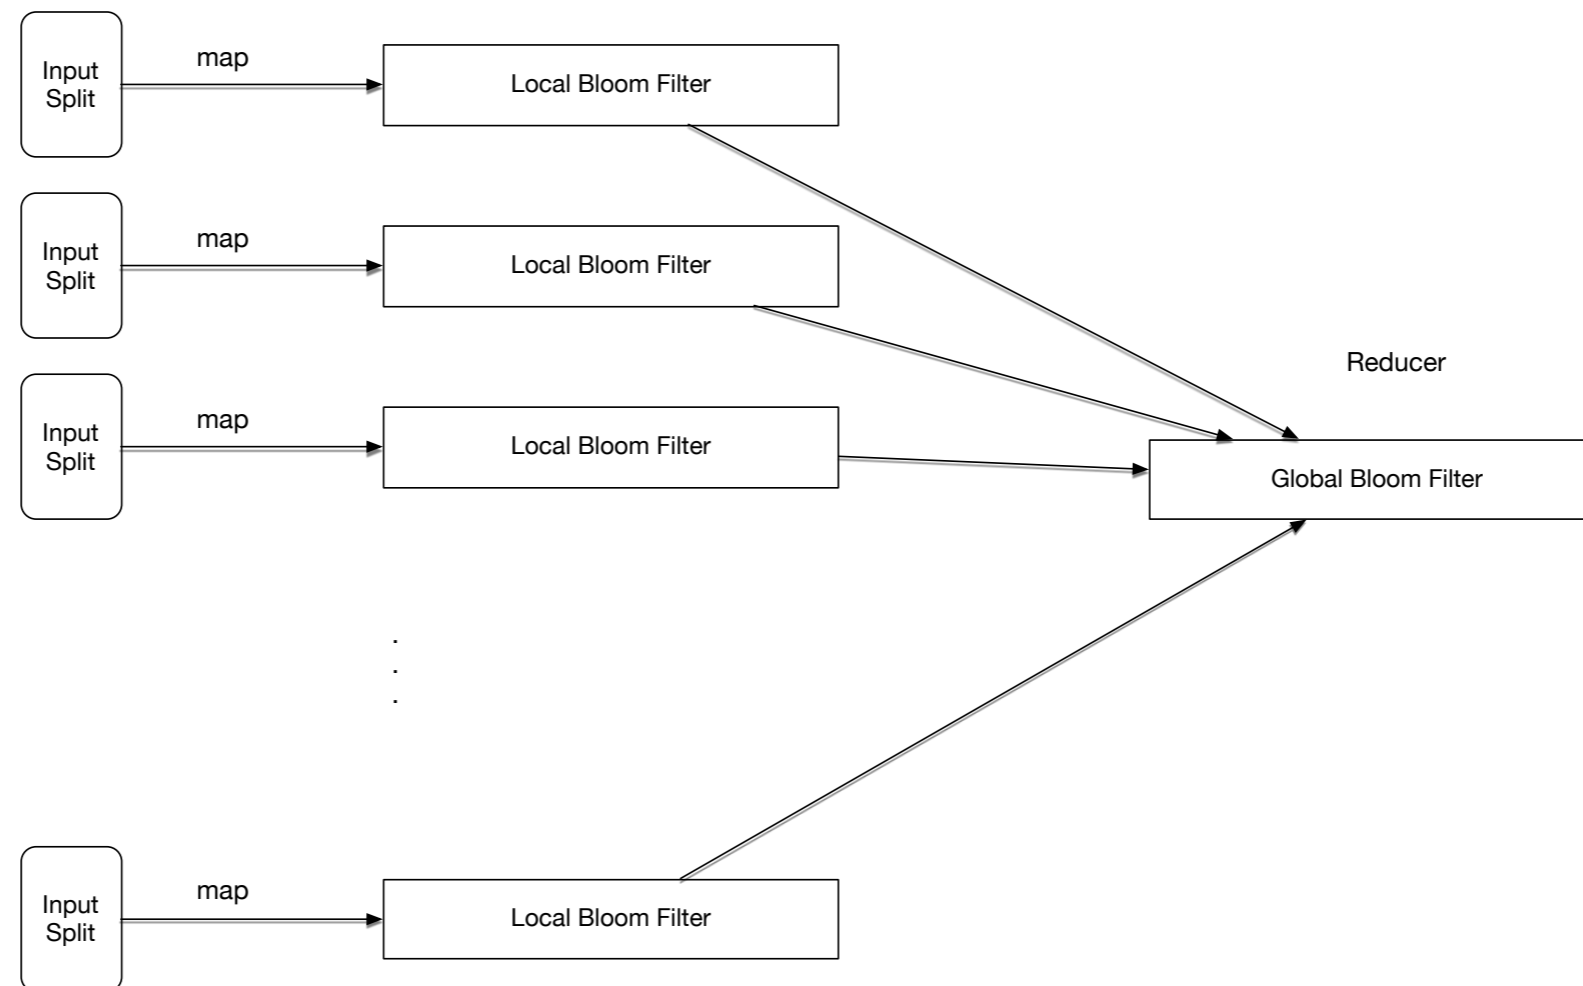 map
Input
Split
Local Bloom Filter
map
Input
Split
Local Bloom Filter
Reducer
map
Input
Split
Local Bloom Filter
Global Bloom Filter
.
.
.
map
Input
Split
Local Bloom Filter